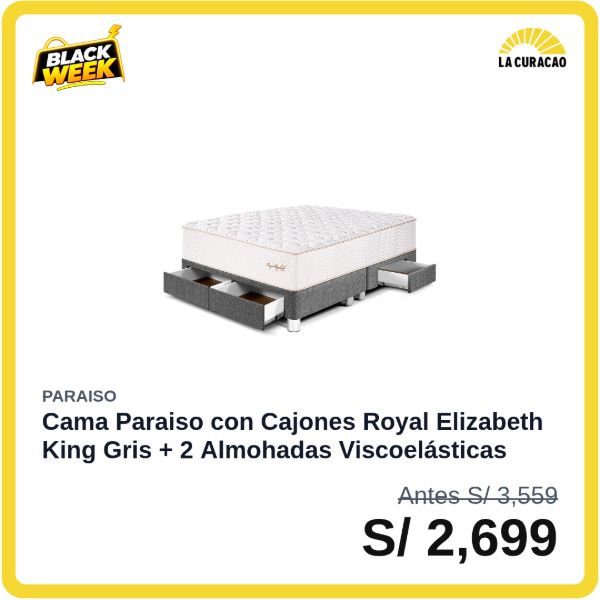 BLACK
WEEK
LA CURACAO
PARAISO
Cama Paraiso con Cajones Royal Elizabeth
King Gris + 2 Almohadas Viscoelásticas
Antes S/ 3,559
S/ 2,699